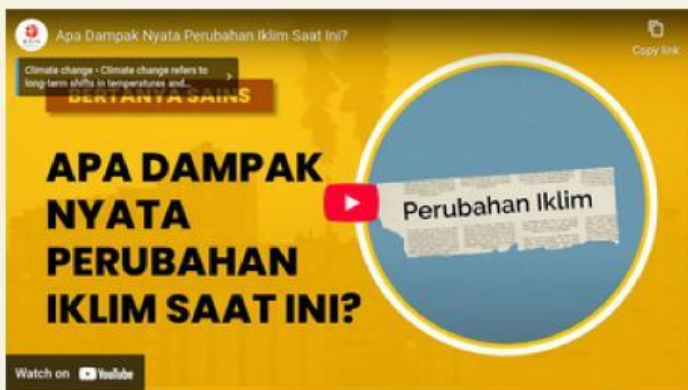 Apa Dampak Nyata Perubahan Iklim Saat Ini?
Copy link
Climate change • Climate change refers to
long-term shifts in temperatures and...
BERTANYA SAINS
APA DAMPAK
NYATA
PERUBAHAN
IKLIM SAAT INI?
Perubahan Iklim
Watch on YouTube